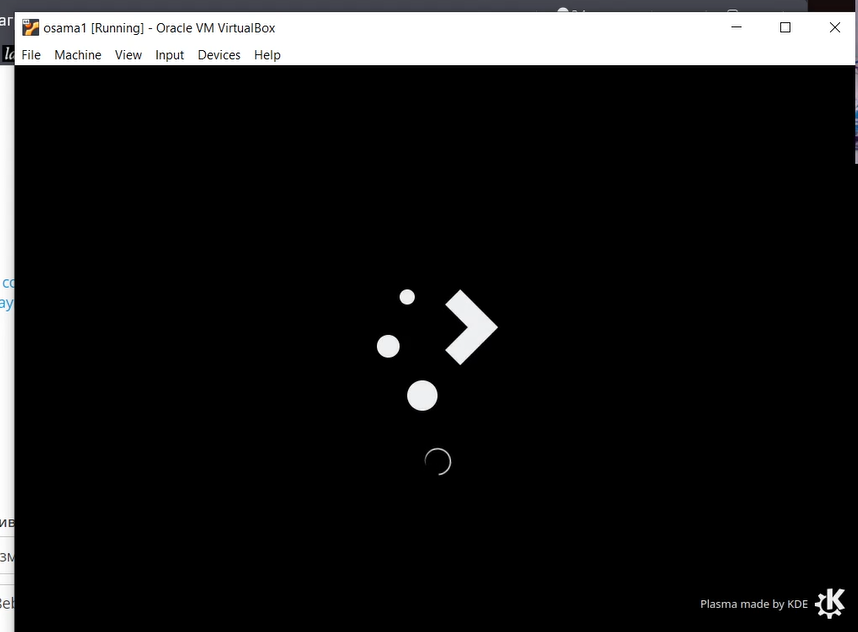 osama1 [Running] - Oracle VM VirtualBox
File Machine View Input Devices Help
Plasma made by KDE